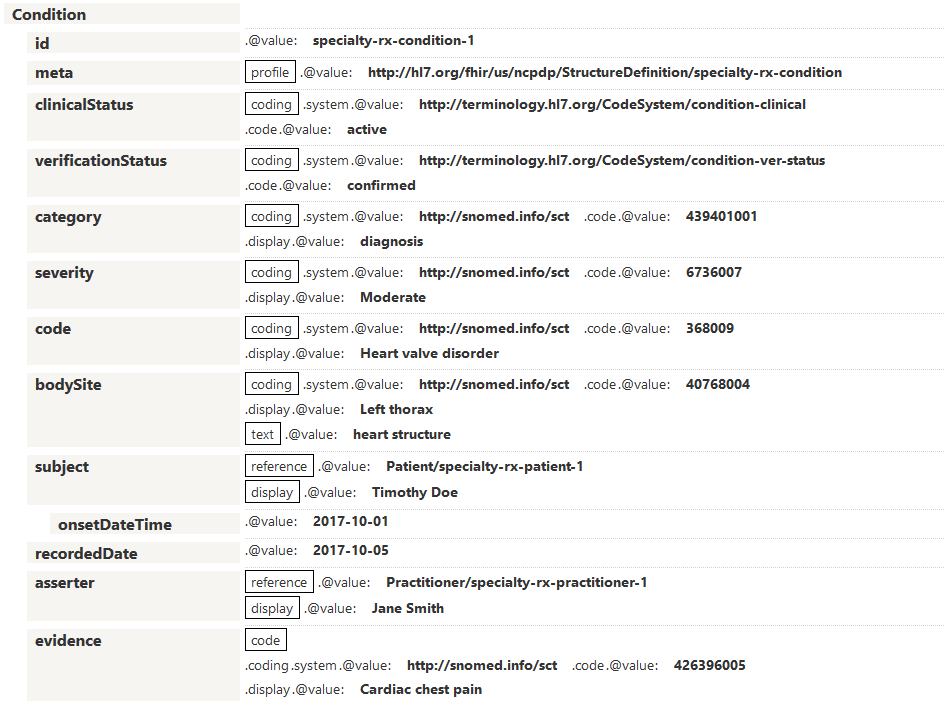 Condition
id .@value: specialty-rx-condition-1
meta profile .@value: http://hl7.org/fhir/us/ncpdp/StructureDefinition/specialty-rx-condition
clinicalStatus coding .system.@value: http://terminology.hl7.org/CodeSystem/condition-clinical
.code.@value: active
verificationStatus coding .system.@value: http://terminology.hl7.org/CodeSystem/condition-ver-status
.code.@value: confirmed
category coding .system.@value: http://snomed.info/sct .code.@value: 439401001
.display.@value: diagnosis
severity coding .system.@value: http://snomed.info/sct .code.@value: 6736007
.display.@value: Moderate
code coding .system.@value: http://snomed.info/sct .code.@value: 368009
.display.@value: Heart valve disorder
bodySite coding .system.@value: http://snomed.info/sct .code.@value: 40768004
.display.@value: Left thorax
text .@value: heart structure
subject reference .@value: Patient/specialty-rx-patient-1
display .@value: Timothy Doe
onsetDateTime .@value: 2017-10-01
recordedDate .@value: 2017-10-05
asserter reference .@value: Practitioner/specialty-rx-practitioner-1
display .@value: Jane Smith
evidence code
.coding.system.@value: http://snomed.info/sct .code.@value: 426396005
.display.@value: Cardiac chest pain